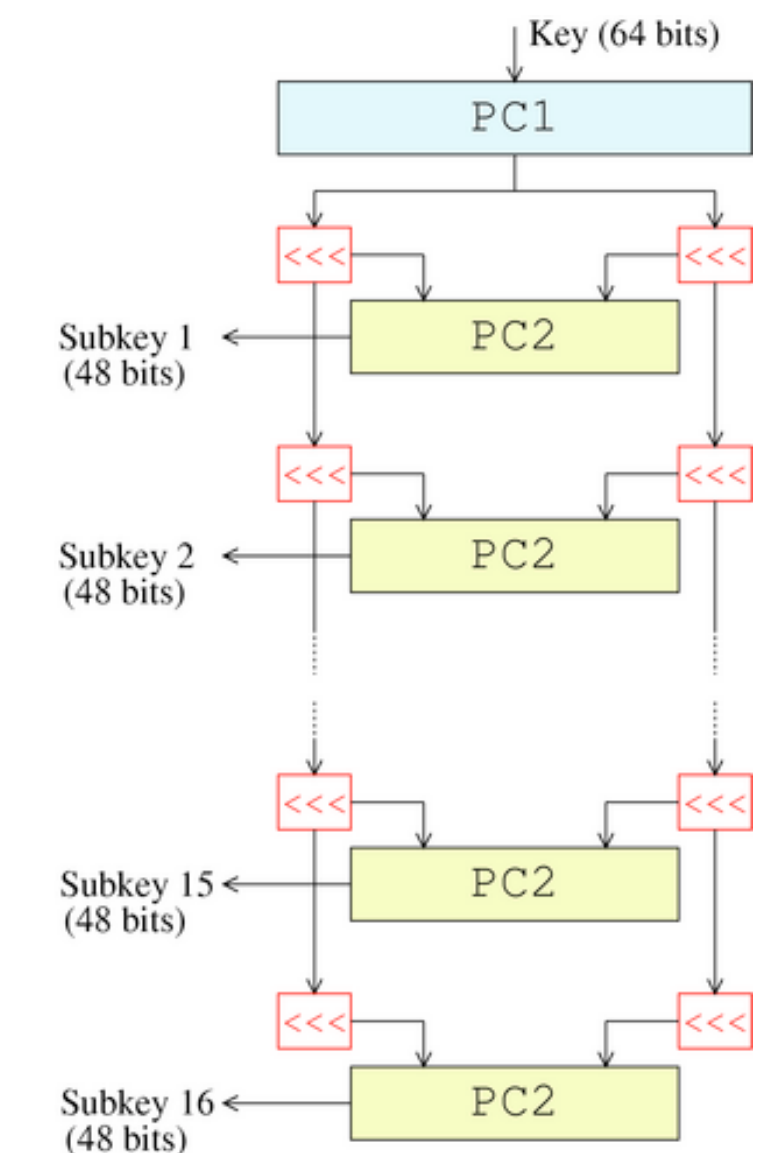 Key (64 bits)
PC1
<<< <<<
PC2
Subkey 1
(48 bits)
<<< <<<
PC2
Subkey 2
(48 bits)
<<< <<<
PC2
Subkey 15
(48 bits)
<<< <<<
PC2
Subkey 16
(48 bits)